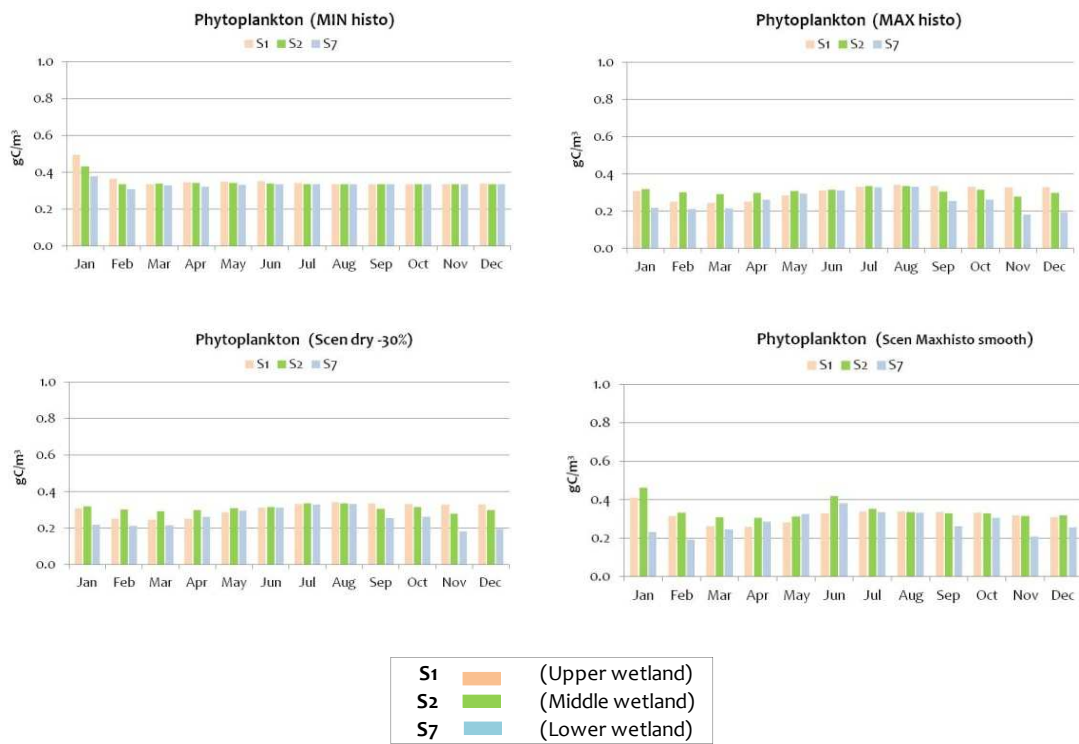 Phytoplankton (MIN histo)
S1 S2 S7
gC/m³
1.0
0.8
0.6
0.4
0.2
0.0
Jan Feb Mar Apr May Jun Jul Aug Sep Oct Nov Dec
Phytoplankton (MAX histo)
S1 S2 S7
gC/m³
1.0
0.8
0.6
0.4
0.2
0.0
Jan Feb Mar Apr May Jun Jul Aug Sep Oct Nov Dec
Phytoplankton (Scen dry -30%)
S1 S2 S7
gC/m³
1.0
0.8
0.6
0.4
0.2
0.0
Jan Feb Mar Apr May Jun Jul Aug Sep Oct Nov Dec
Phytoplankton (Scen Maxhisto smooth)
S1 S2 S7
gC/m³
1.0
0.8
0.6
0.4
0.2
0.0
Jan Feb Mar Apr May Jun Jul Aug Sep Oct Nov Dec
S1 (Upper wetland)
S2 (Middle wetland)
S7 (Lower wetland)